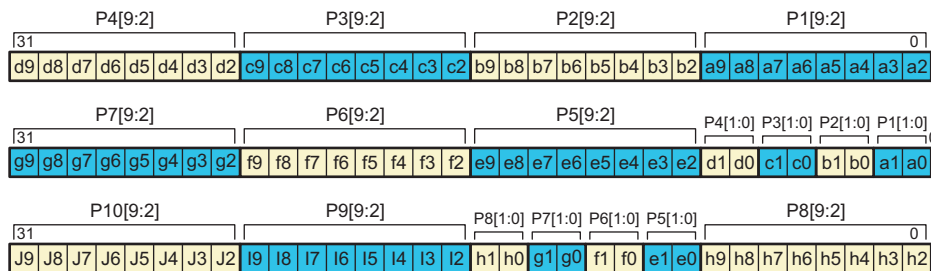 P4[9:2] P3[9:2] P2[9:2] P1[9:2]
31 0
d9 d8 d7 d6 d5 d4 d3 d2 c9 c8 c7 c6 c5 c4 c3 c2 b9 b8 b7 b6 b5 b4 b3 b2 a9 a8 a7 a6 a5 a4 a3 a2
P7[9:2] P6[9:2] P5[9:2] P4[1:0] P3[1:0] P2[1:0] P1[1:0]
31 0
g9 g8 g7 g6 g5 g4 g3 g2 f9 f8 f7 f6 f5 f4 f3 f2 e9 e8 e7 e6 e5 e4 e3 e2 d1 d0 c1 c0 b1 b0 a1 a0
P10[9:2] P9[9:2] P8[1:0] P7[1:0] P6[1:0] P5[1:0] P8[9:2]
31 0
J9 J8 J7 J6 J5 J4 J3 J2 I9 I8 I7 I6 I5 I4 I3 I2 h1 h0 g1 g0 f1 f0 e1 e0 h9 h8 h7 h6 h5 h4 h3 h2